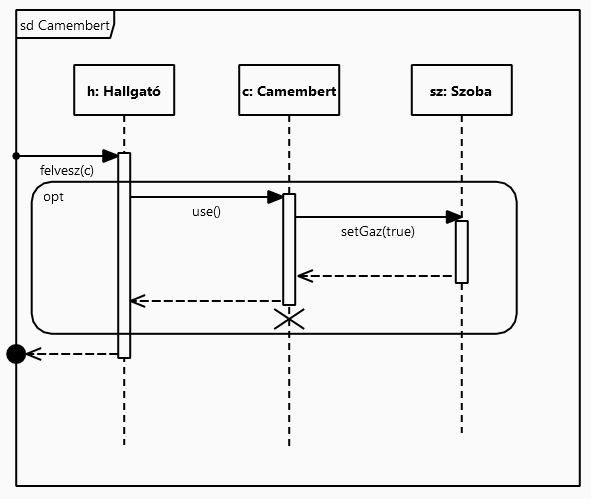 sd Camembert
h: Hallgató
c: Camembert
sz: Szoba
felvesz(c)
opt
use()
setGaz(true)